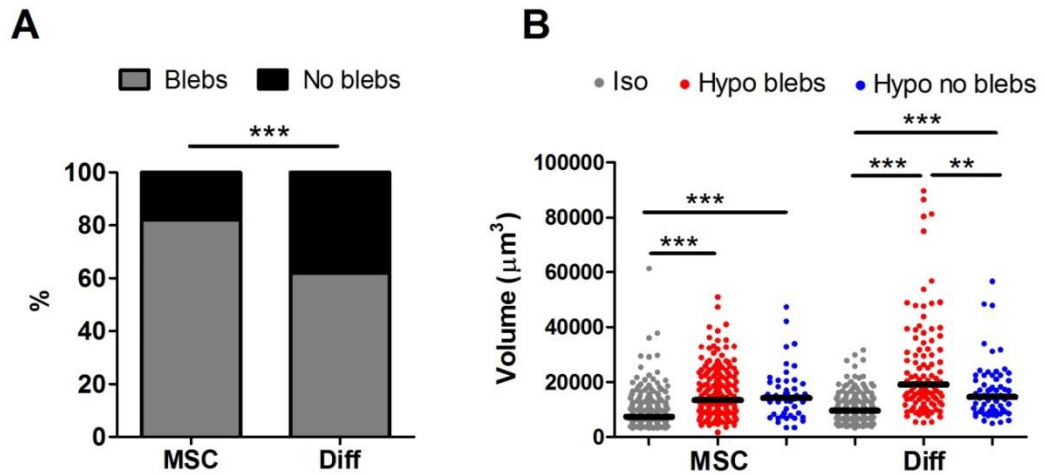 A
Blebs No blebs
***
100
80
60
40
20
0
%
MSC Diff
B
Iso Hypo blebs Hypo no blebs
***
*** **
***
***
100000
80000
60000
40000
20000
0
Volume (μm³)
MSC Diff